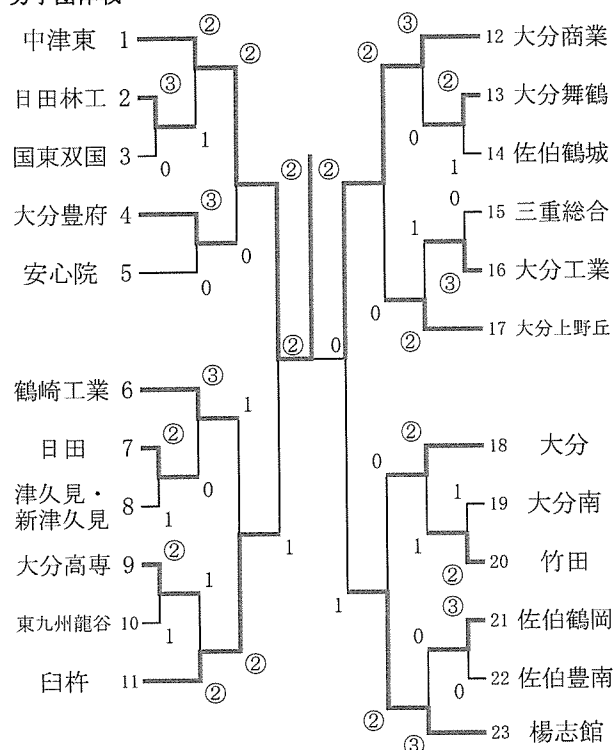 中津東 1
日田林工 2
国東双国 3
大分豊府 4
安心院 5
鶴崎工業 6
日田 7
津久見・
新津久見 8
大分高専 9
東九州龍谷 10
臼杵 11
②
③
0
1
②
③
0
0
③
②
1
0
1
②
1
1
②
②
②
1
②
②
0
②
②
1
③
②
0
1
0
1
③
②
0
②
0
1
1
②
③
0
0
②
③
12 大分商業
13 大分舞鶴
14 佐伯鶴城
15 三重総合
16 大分工業
17 大分上野丘
18 大分
19 大分南
20 竹田
21 佐伯鶴岡
22 佐伯豊南
23 楊志館